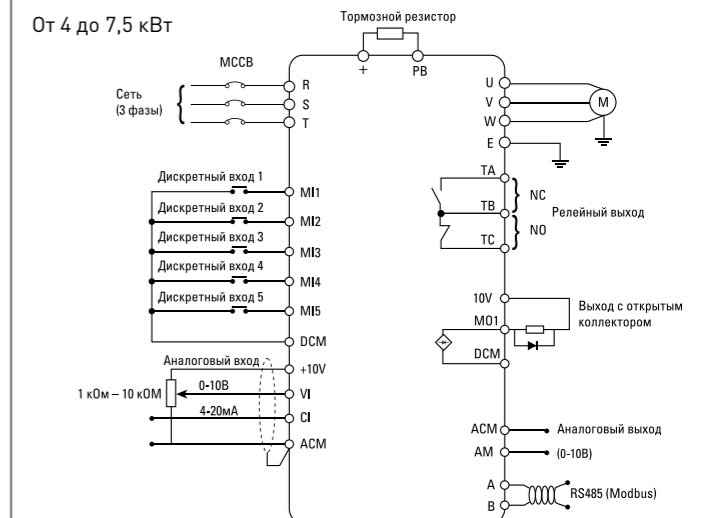 От 4 до 7,5 кВт
Тормозной резистор
+
PB
МССВ
Сеть
(3 фазы)
R
S
T
U
V
W
M
E
Дискретный вход 1
MI1
Дискретный вход 2
MI2
Дискретный вход 3
MI3
Дискретный вход 4
MI4
Дискретный вход 5
MI5
DCM
TA
NC
TB
Релейный выход
NO
TC
10V
MO1
Выход с открытым
коллектором
DCM
Аналоговый вход
+10V
1 кОм – 10 кОМ
0-10В
VI
4-20мА
CI
ACM
ACM
Аналоговый выход
AM
(0-10В)
A
RS485 (Modbus)
B